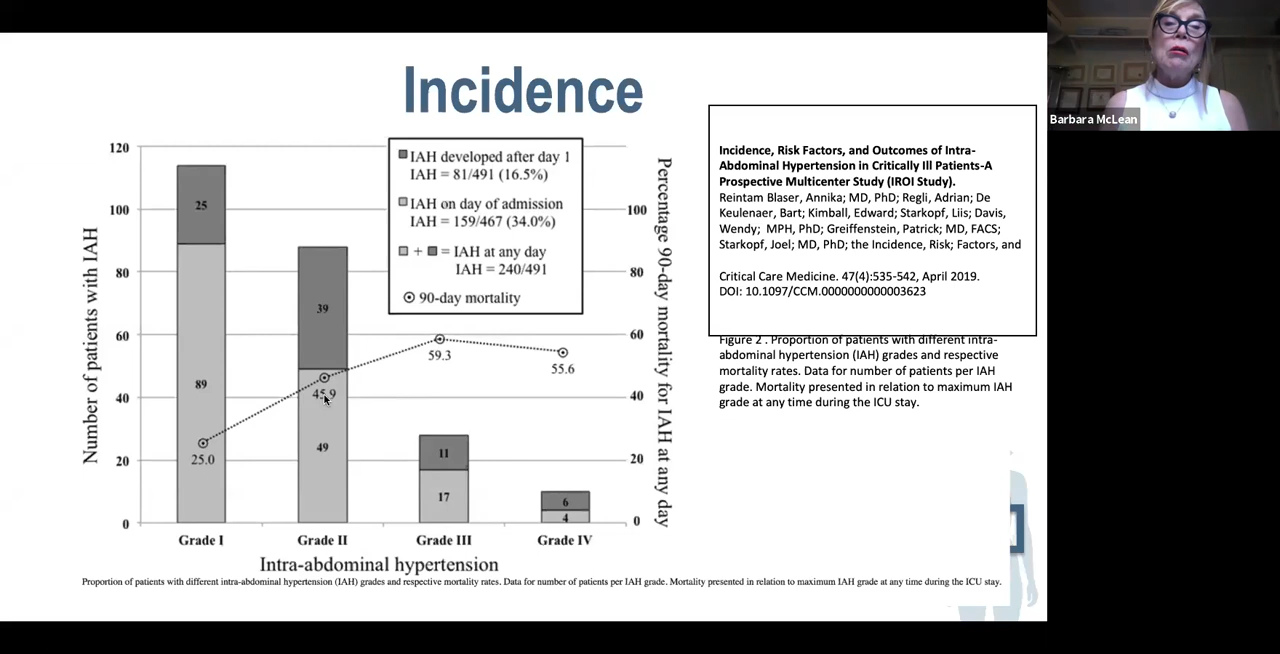 Incidence
Number of patients with IAH
120
100
80
60
40
20
0
25
89
25.0
39
45.9
49
59.3
11
17
55.6
6
4
IAH developed after day 1
IAH = 81/491 (16.5%)
IAH on day of admission
IAH = 159/467 (34.0%)
+ = IAH at any day
IAH = 240/491
90-day mortality
100
80
60
40
20
0
Percentage 90-day mortality for IAH at any day
Grade I
Grade II
Grade III
Grade IV
Intra-abdominal hypertension
Proportion of patients with different intra-abdominal hypertension (IAH) grades and respective mortality rates. Data for number of patients per IAH grade. Mortality presented in relation to maximum IAH grade at any time during the ICU stay.
Incidence, Risk Factors, and Outcomes of Intra-
Abdominal Hypertension in Critically Ill Patients-A
Prospective Multicenter Study (IROI Study).
Reintam Blaser, Annika; MD, PhD; Regli, Adrian; De
Keulenaer, Bart; Kimball, Edward; Starkopf, Liis; Davis,
Wendy; MPH, PhD; Greiffenstein, Patrick; MD, FACS;
Starkopf, Joel; MD, PhD; the Incidence, Risk; Factors, and
Critical Care Medicine. 47(4):535-542, April 2019.
DOI: 10.1097/CCM.0000000000003623
Figure 2 . Proportion of patients with different intra-
abdominal hypertension (IAH) grades and respective
mortality rates. Data for number of patients per IAH
grade. Mortality presented in relation to maximum IAH
grade at any time during the ICU stay.
Barbara McLean